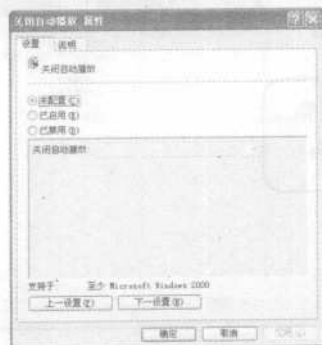 关闭自动播放 属性
设置 说明
关闭自动播放
未配置(C)
已启用(E)
已禁用(D)
关闭自动播放:
支持于: 至少 Microsoft Windows 2000
上一设置(P) 下一设置(N)
确定 取消